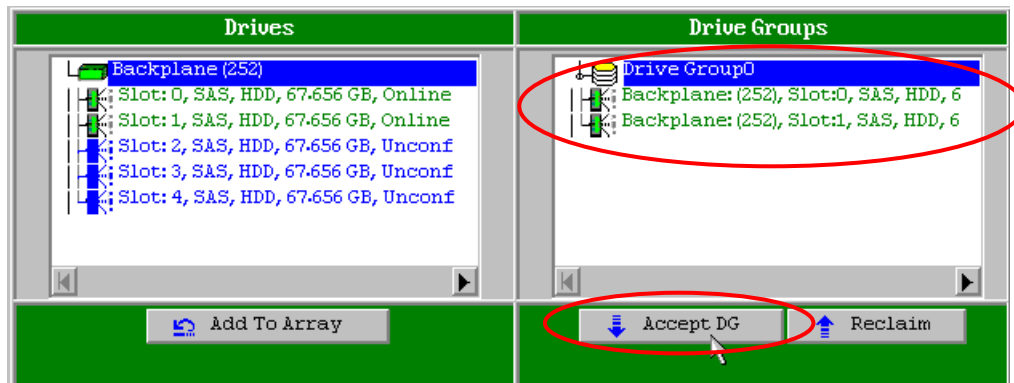 Drives
Backplane (252)
Slot: 0, SAS, HDD, 67.656 GB, Online
Slot: 1, SAS, HDD, 67.656 GB, Online
Slot: 2, SAS, HDD, 67.656 GB, Unconf
Slot: 3, SAS, HDD, 67.656 GB, Unconf
Slot: 4, SAS, HDD, 67.656 GB, Unconf
Add To Array
Drive Groups
Drive Group0
Backplane: (252), Slot:0, SAS, HDD, 6
Backplane: (252), Slot:1, SAS, HDD, 6
Accept DG
Reclaim